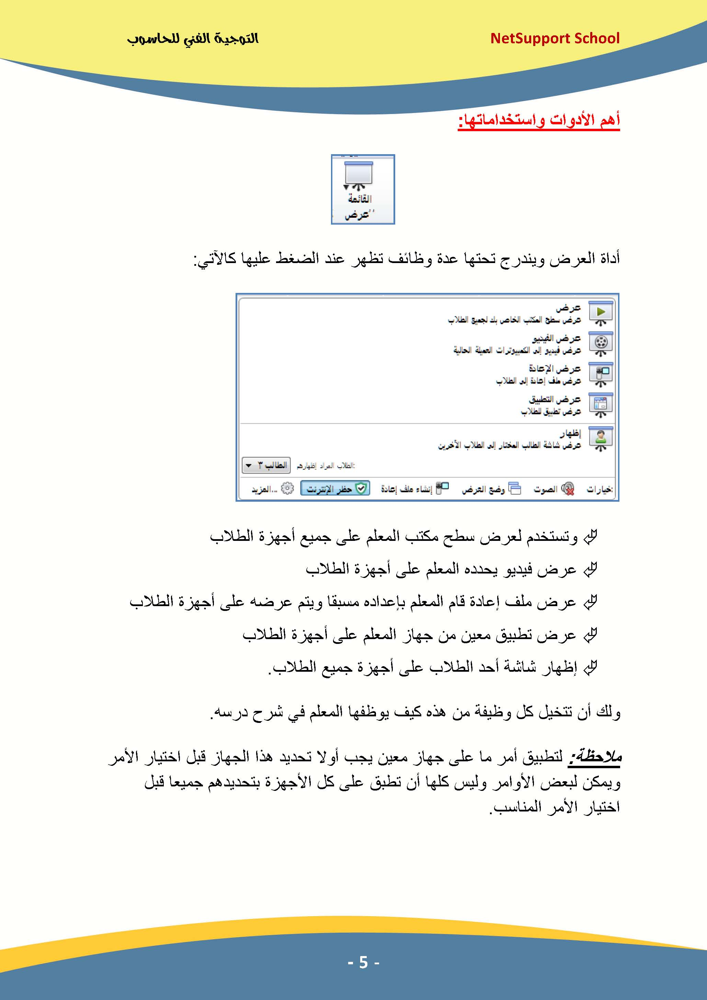 NetSupport School
التوجية الفني للحاسوب
أهم الأدوات واستخداماتها:
القائمة
''عرض
أداة العرض ويندرج تحتها عدة وظائف تظهر عند الضغط عليها كالآتي:
عرض
عرض سطح المكتب الخاص بك لجميع الطلاب
عرض الفيديو
عرض فيديو إلى الكمبيوترات العميلة الحالية
عرض الإعادة
عرض ملف إعادة إلى الطلاب
عرض التطبيق
عرض تطبيق للطلاب
إظهار
عرض شاشة الطالب المختار إلى الطلاب الآخرين
:الطلاب المراد إظهارهم الطالب ٣
:خيارات الصوت وضع العرض إنشاء ملف إعادة حظر الإنترنت ...المزيد
وتستخدم لعرض سطح مكتب المعلم على جميع أجهزة الطلاب
عرض فيديو يحدده المعلم على أجهزة الطلاب
عرض ملف إعادة قام المعلم بإعداده مسبقا ويتم عرضه على أجهزة الطلاب
عرض تطبيق معين من جهاز المعلم على أجهزة الطلاب
إظهار شاشة أحد الطلاب على أجهزة جميع الطلاب.
ولك أن تتخيل كل وظيفة من هذه كيف يوظفها المعلم في شرح درسه.
ملاحظة: لتطبيق أمر ما على جهاز معين يجب أولا تحديد هذا الجهاز قبل اختيار الأمر
ويمكن لبعض الأوامر وليس كلها أن تطبق على كل الأجهزة بتحديدهم جميعا قبل
اختيار الأمر المناسب.
- 5 -